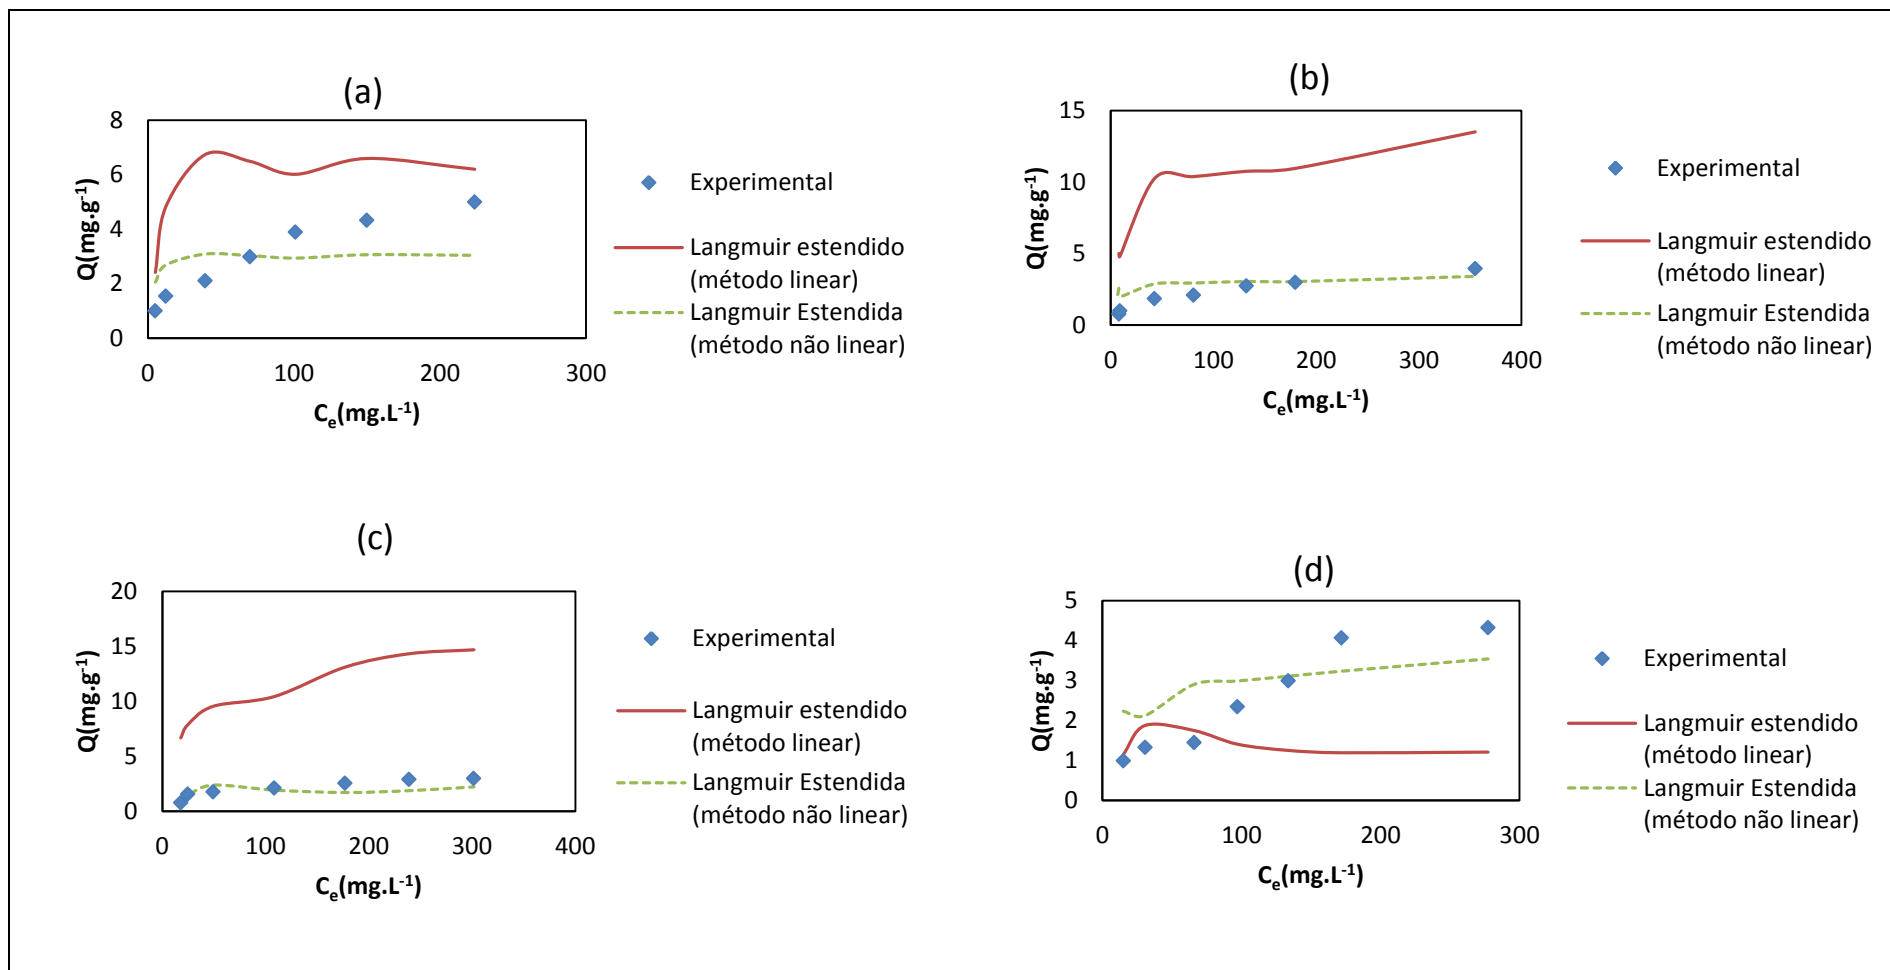 (a)
8
6
4
2
0
0
100
200
300
Q(mg.g-1)
Ce(mg.L-1)
Experimental
Langmuir estendido
(método linear)
Langmuir Estendida
(método não linear)
(b)
15
10
5
0
0
100
200
300
400
Q(mg.g-1)
Ce(mg.L-1)
Experimental
Langmuir estendido
(método linear)
Langmuir Estendida
(método não linear)
(c)
20
15
10
5
0
0
100
200
300
400
Q(mg.g-1)
Ce(mg.L-1)
Experimental
Langmuir estendido
(método linear)
Langmuir Estendida
(método não linear)
(d)
5
4
3
2
1
0
0
100
200
300
Q(mg.g-1)
Ce(mg.L-1)
Experimental
Langmuir estendido
(método linear)
Langmuir Estendida
(método não linear)